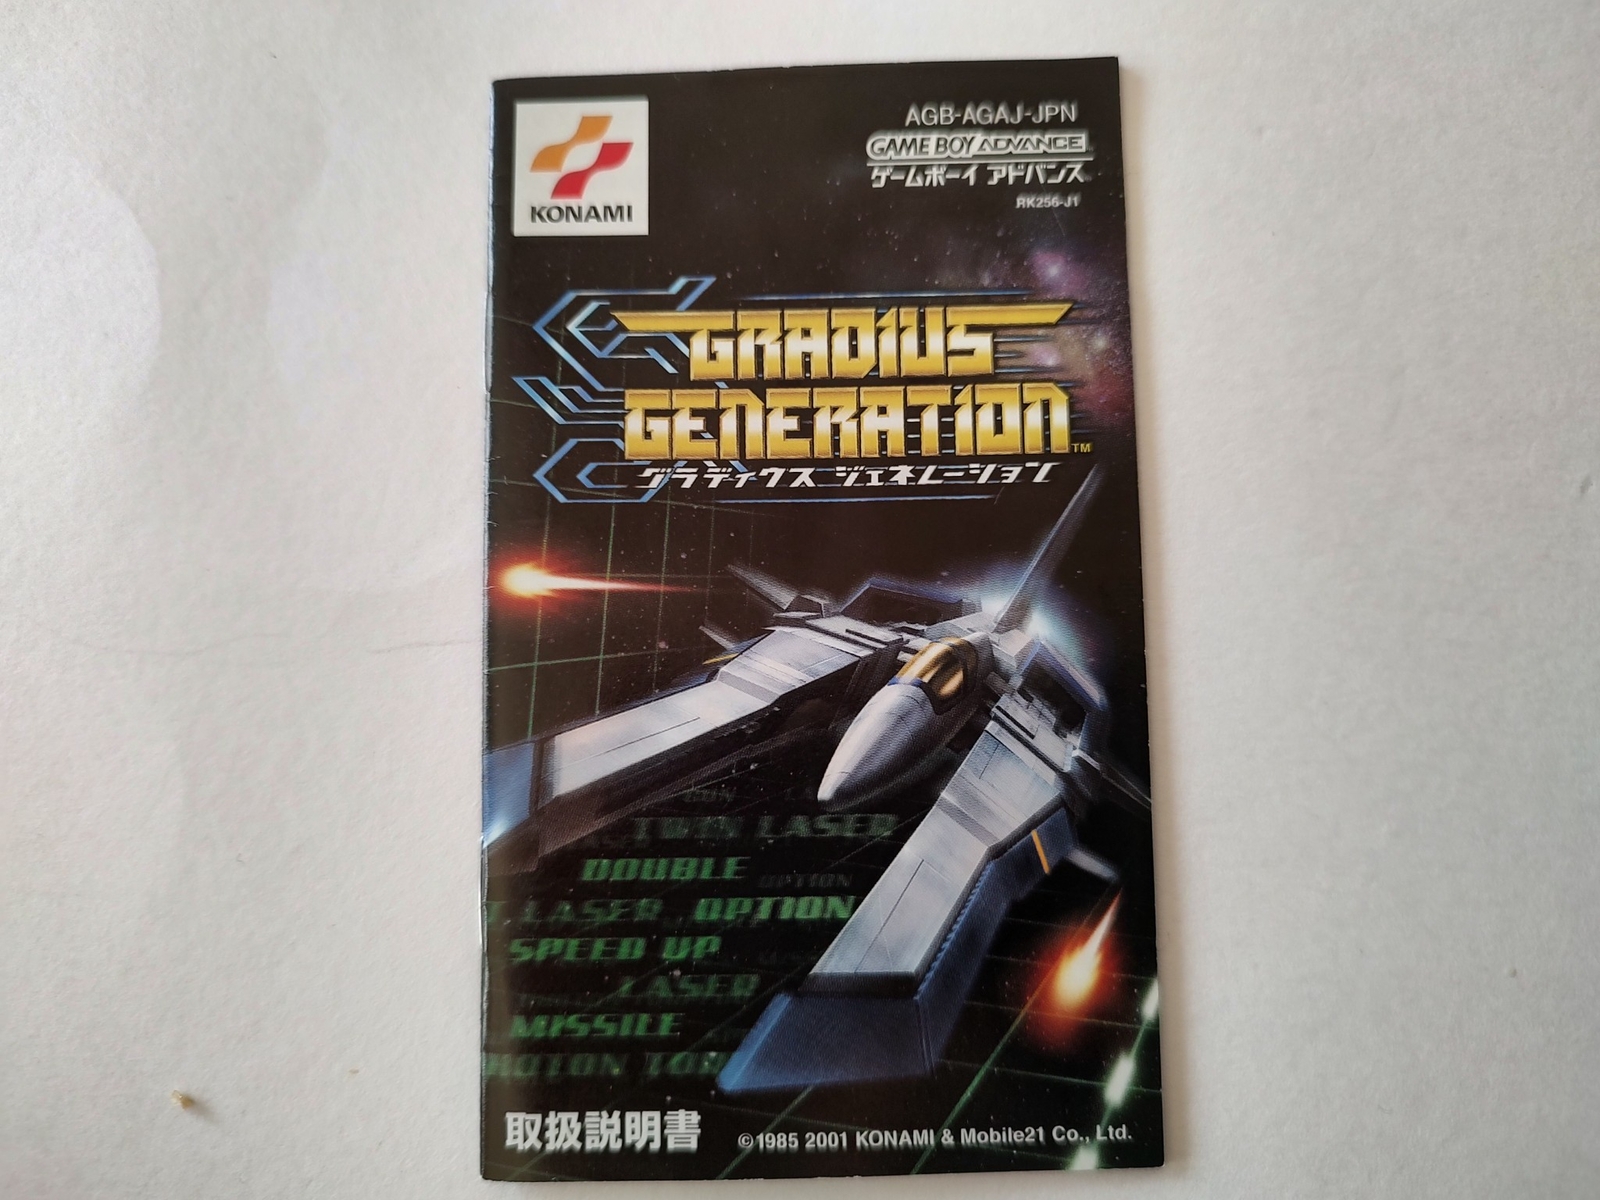 KONAMI
AGB-AGAJ-JPN
GAME BOY ADVANCE
ゲームボーイ アドバンス
RK256-J1
GRADIUS
GENERATION™
グラディウス ジェネレーション
GUN
TWIN LASER
DOUBLE
OPTION
LASER OPTION
SPEED UP
LASER
MISSILE
取扱説明書
©1985 2001 KONAMI & Mobile21 Co., Ltd.